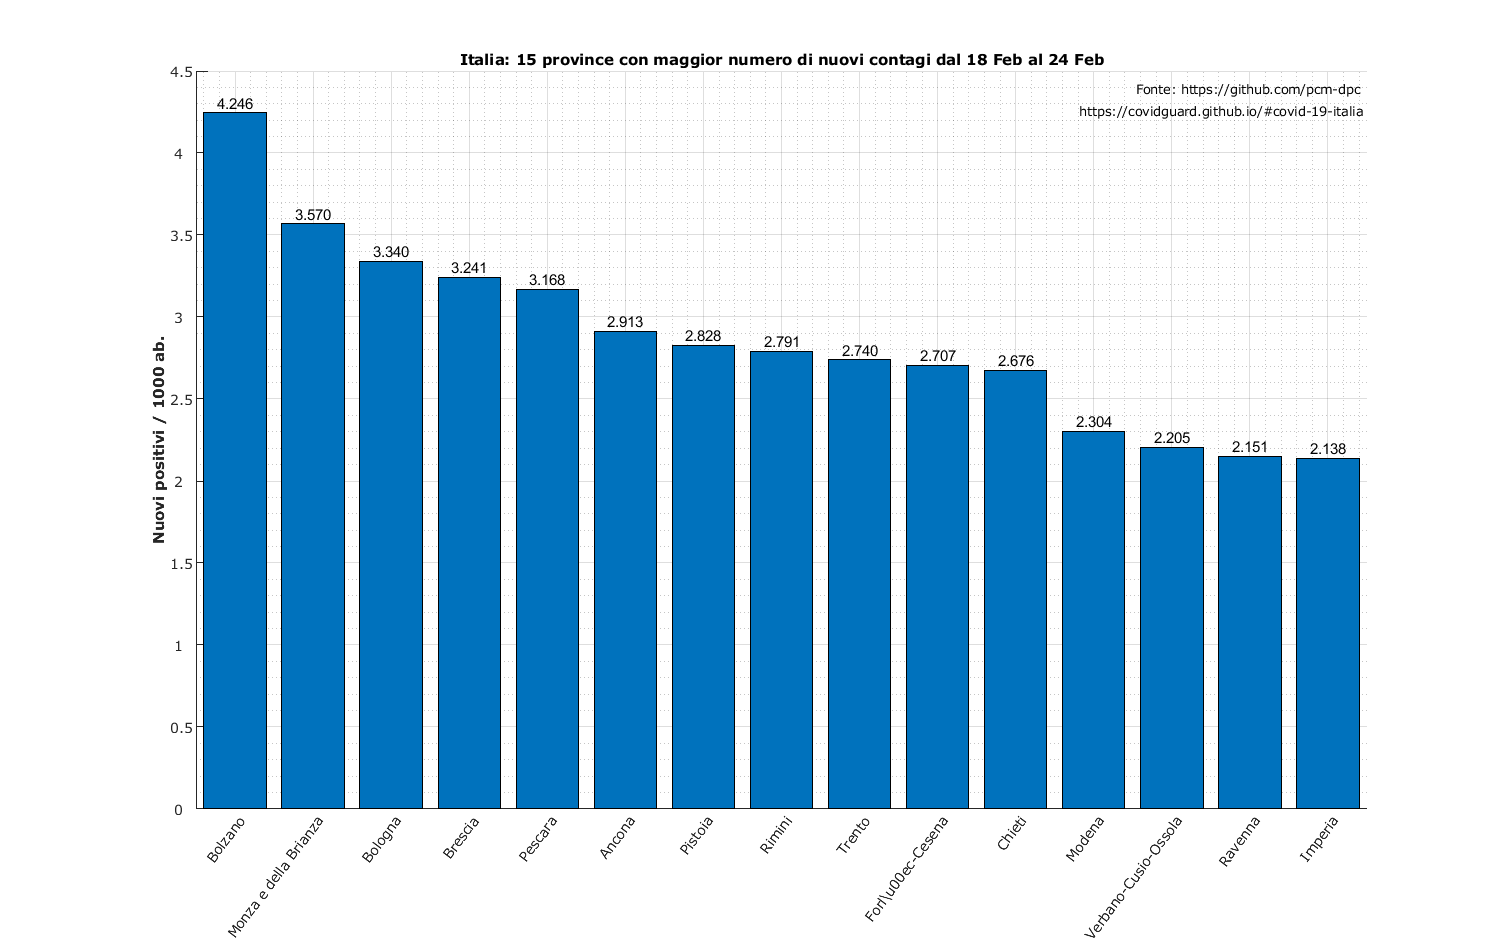 Italia: 15 province con maggior numero di nuovi contagi dal 18 Feb al 24 Feb
Fonte: https://github.com/pcm-dpc
https://covidguard.github.io/#covid-19-italia
Nuovi positivi / 1000 ab.
4.5
4
3.5
3
2.5
2
1.5
1
0.5
0
4.246
3.570
3.340
3.241
3.168
2.913
2.828
2.791
2.740
2.707
2.676
2.304
2.205
2.151
2.138
Bolzano
Monza e della Brianza
Bologna
Brescia
Pescara
Ancona
Pistoia
Rimini
Trento
Forl\u00ec-Cesena
Chieti
Modena
Verbano-Cusio-Ossola
Ravenna
Imperia